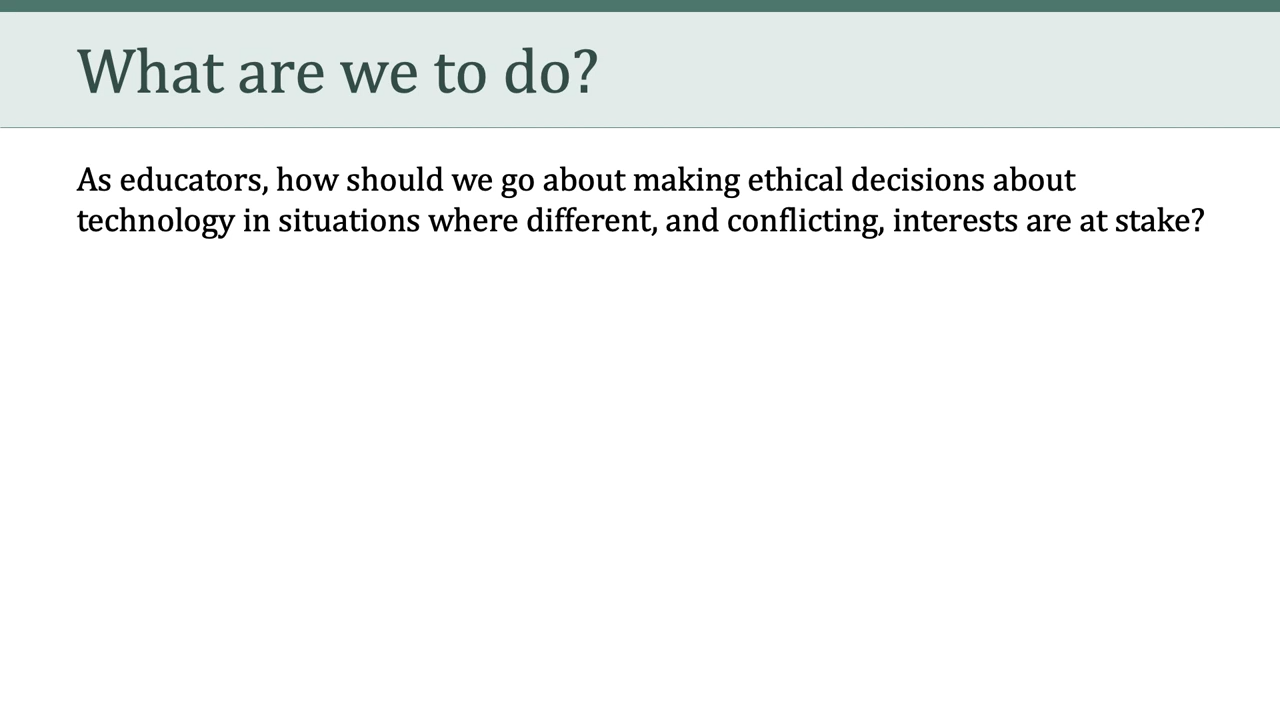 What are we to do?
As educators, how should we go about making ethical decisions about
technology in situations where different, and conflicting, interests are at stake?